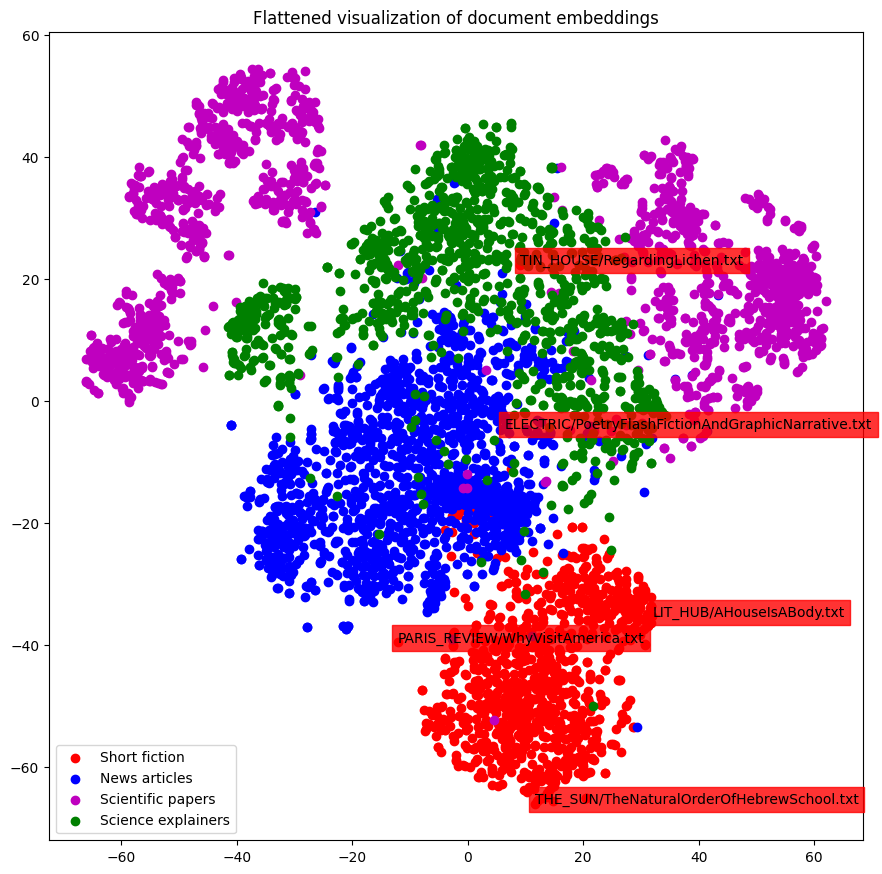 Flattened visualization of document embeddings
60
40
20
0
−20
−40
−60
TIN_HOUSE/RegardingLichen.txt
ELECTRIC/PoetryFlashFictionAndGraphicNarrative.txt
LIT_HUB/AHouseIsABody.txt
PARIS_REVIEW/WhyVisitAmerica.txt
THE_SUN/TheNaturalOrderOfHebrewSchool.txt
Short fiction
News articles
Scientific papers
Science explainers
−60 −40 −20 0 20 40 60